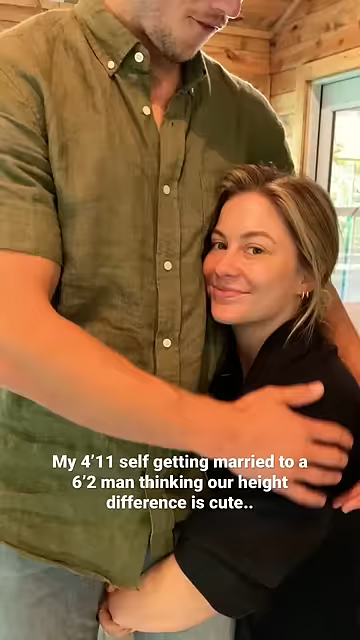 My 4’11 self getting married to a
6’2 man thinking our height
difference is cute..